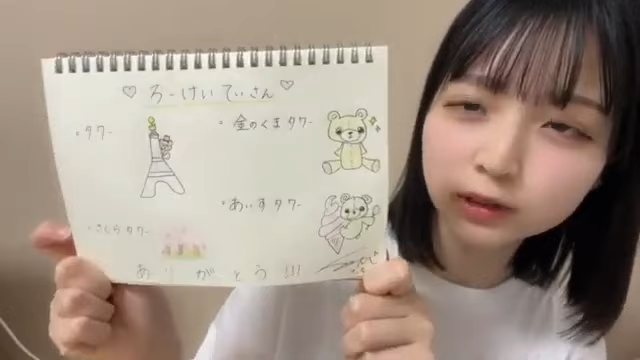 ♡ ろーけいてぃさん ♡
・タワー
・金のくまタワー
・あいすタワー
・さくらタワー
ありがとう!!!